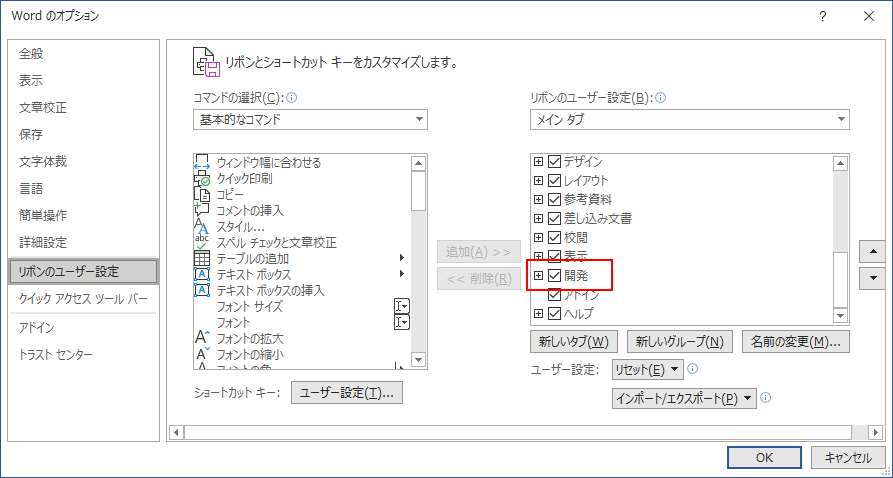 Word のオプション
?
全般
表示
文章校正
保存
文字体裁
言語
簡単操作
詳細設定
リボンのユーザー設定
クイック アクセス ツール バー
アドイン
トラスト センター
リボンとショートカット キーをカスタマイズします。
コマンドの選択(C):
基本的なコマンド
ウィンドウ幅に合わせる
クイック印刷
コピー
コメントの挿入
スタイル...
abc
スペル チェックと文章校正
テーブルの追加
テキスト ボックス
テキスト ボックスの挿入
フォント サイズ
フォント
フォントの拡大
フォントの縮小
フォントの色
ショートカット キー:
ユーザー設定(T)...
追加(A) >>
<< 削除(R)
リボンのユーザー設定(B):
メイン タブ
デザイン
レイアウト
参考資料
差し込み文書
校閲
表示
開発
アドイン
ヘルプ
新しいタブ(W)
新しいグループ(N)
名前の変更(M)...
ユーザー設定:
リセット(E)
インポート/エクスポート(P)
OK
キャンセル